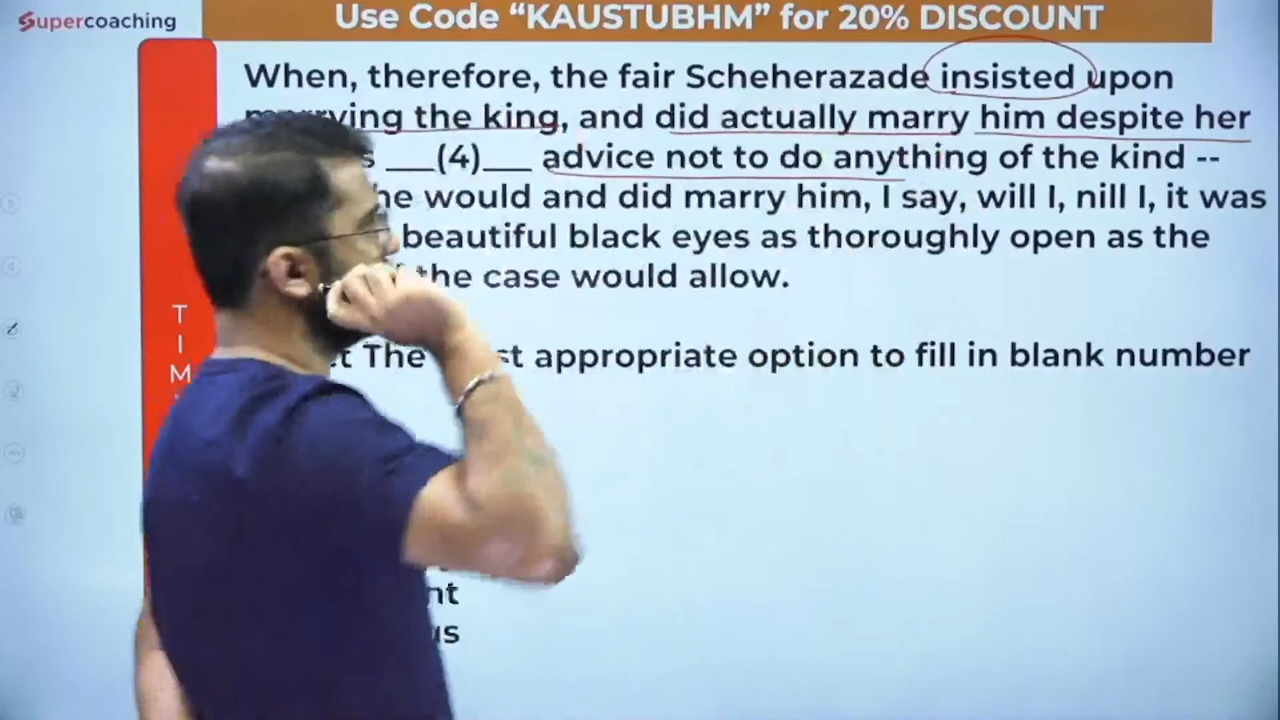 Supercoaching
Use Code “KAUSTUBHM” for 20% DISCOUNT
When, therefore, the fair Scheherazade insisted upon
the king, and did actually marry him despite her
___(4)___ advice not to do anything of the kind --
would and did marry him, I say, will I, nill I, it was
beautiful black eyes as thoroughly open as the
the case would allow.
The appropriate option to fill in blank number
T
I
M